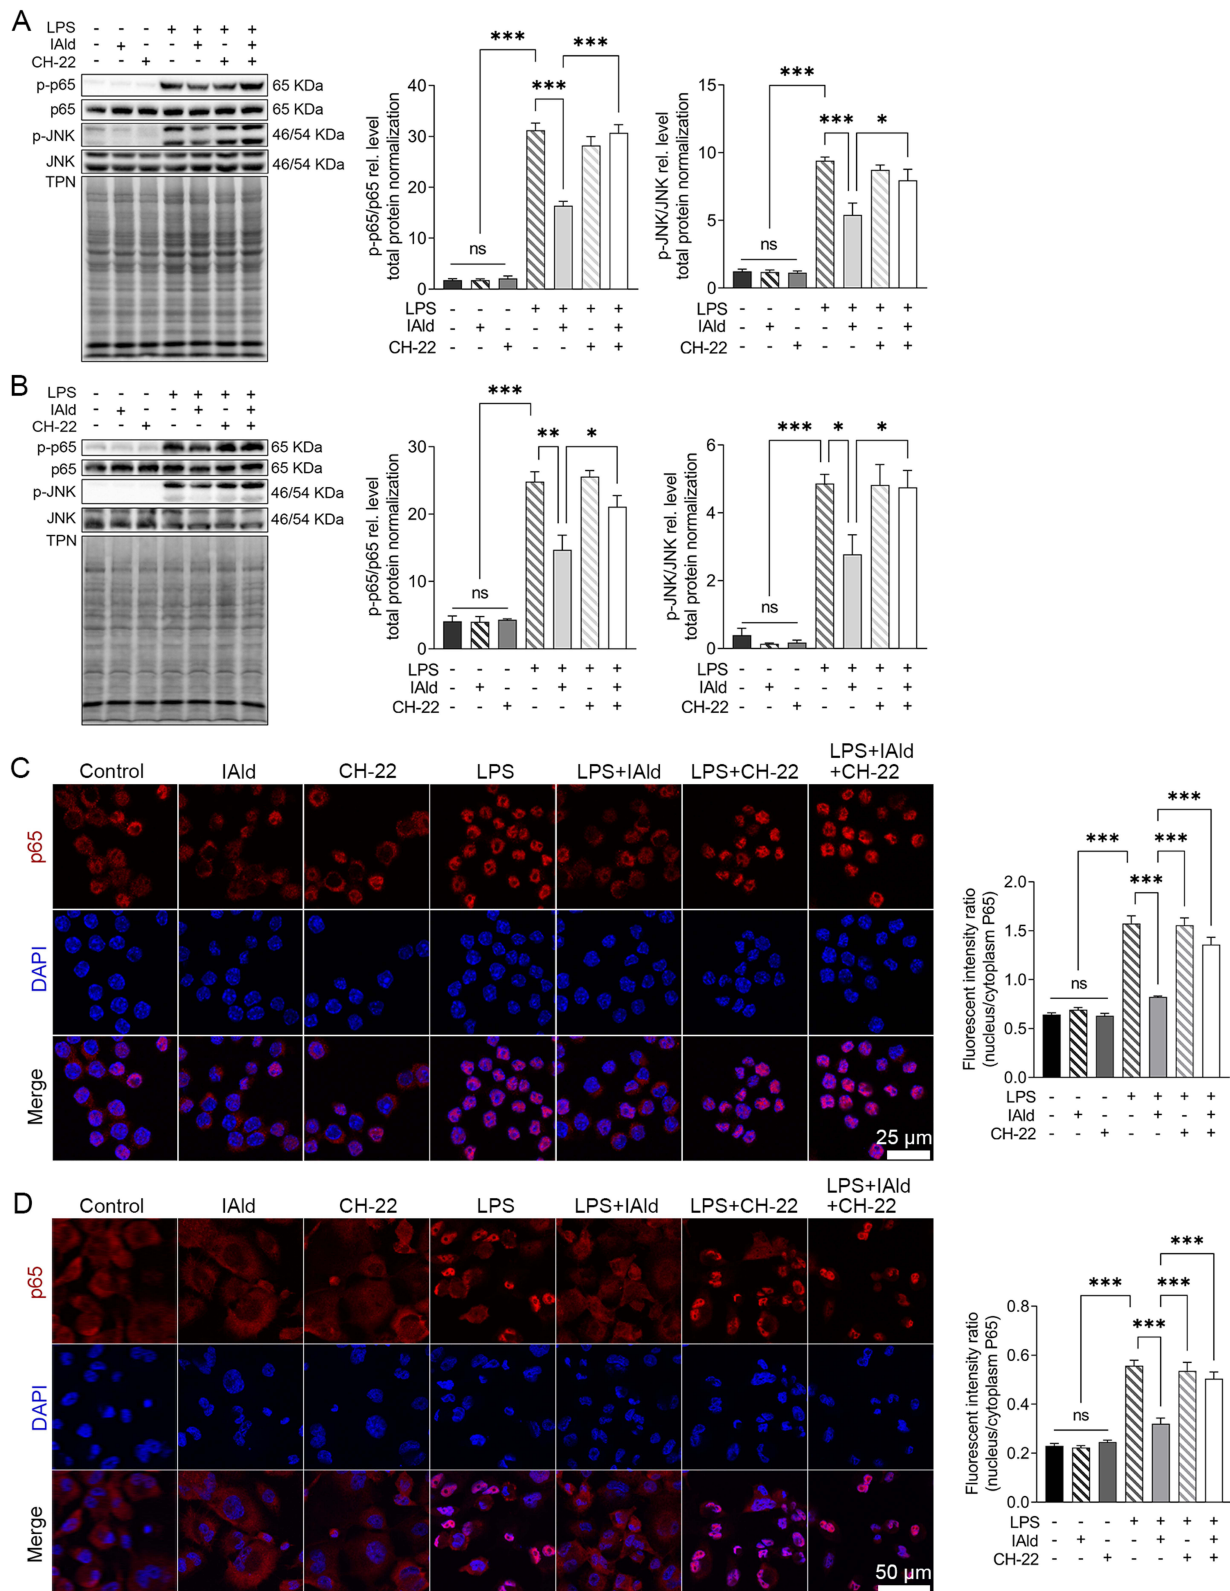 A
LPS - - - + + + +
IAld - + - - + - +
CH-22 - - + - - + +
p-p65 65 KDa
p65 65 KDa
p-JNK 46/54 KDa
JNK 46/54 KDa
TPN
p-p65/p65 rel. level
total protein normalization
40
30
20
10
0
ns
***
***
***
LPS - - - + + + +
IAld - + - - + - +
CH-22 - - + - - + +
p-JNK/JNK rel. level
total protein normalization
15
10
5
0
ns
***
***
*
LPS - - - + + + +
IAld - + - - + - +
CH-22 - - + - - + +
B
LPS - - - + + + +
IAld - + - - + - +
CH-22 - - + - - + +
p-p65 65 KDa
p65 65 KDa
p-JNK 46/54 KDa
JNK 46/54 KDa
TPN
p-p65/p65 rel. level
total protein normalization
30
20
10
0
ns
***
**
*
LPS - - - + + + +
IAld - + - - + - +
CH-22 - - + - - + +
p-JNK/JNK rel. level
total protein normalization
6
4
2
0
ns
***
*
*
LPS - - - + + + +
IAld - + - - + - +
CH-22 - - + - - + +
C
Control IAld CH-22 LPS LPS+IAld LPS+CH-22 LPS+IAld
+CH-22
p65
DAPI
Merge
25 µm
Fluorescent intensity ratio
(nucleus/cytoplasm P65)
2.0
1.5
1.0
0.5
0.0
ns
***
***
***
***
LPS - - - + + + +
IAld - + - - + - +
CH-22 - - + - - + +
D
Control IAld CH-22 LPS LPS+IAld LPS+CH-22 LPS+IAld
+CH-22
p65
DAPI
Merge
50 µm
Fluorescent intensity ratio
(nucleus/cytoplasm P65)
0.8
0.6
0.4
0.2
0.0
ns
***
***
***
***
LPS - - - + + + +
IAld - + - - + - +
CH-22 - - + - - + +